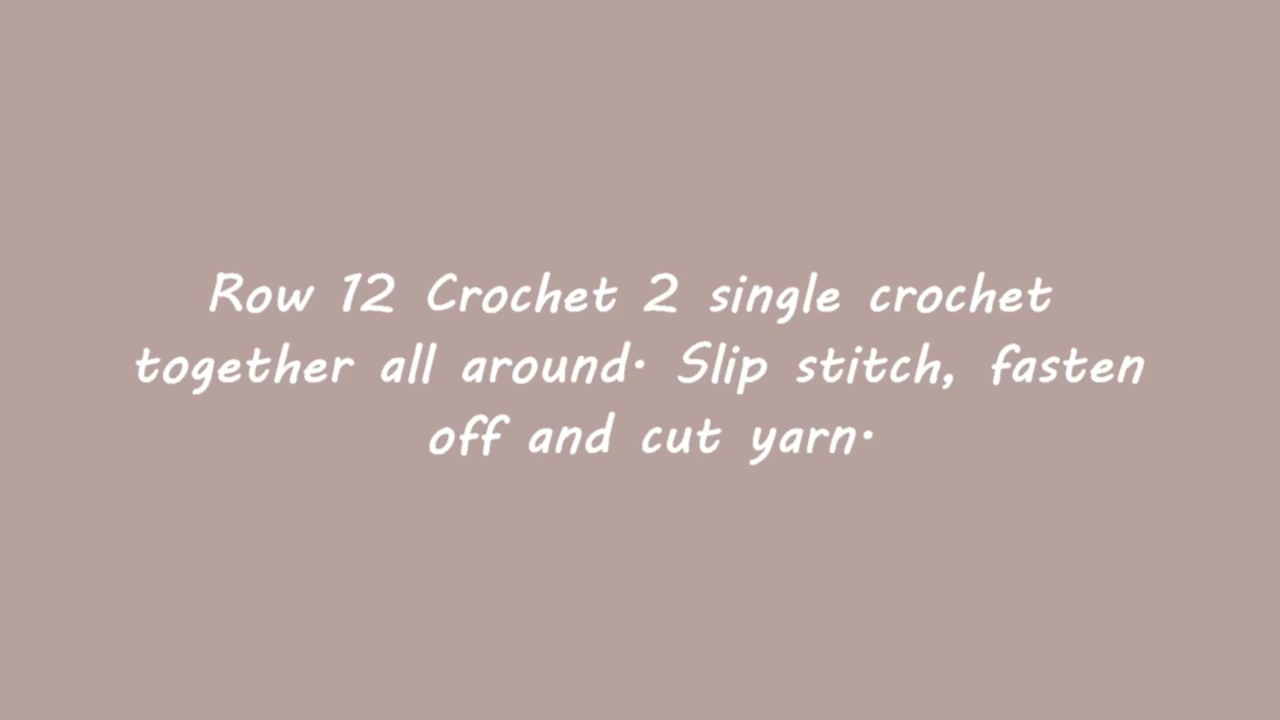 Row 12 Crochet 2 single crochet
together all around. Slip stitch, fasten
off and cut yarn.